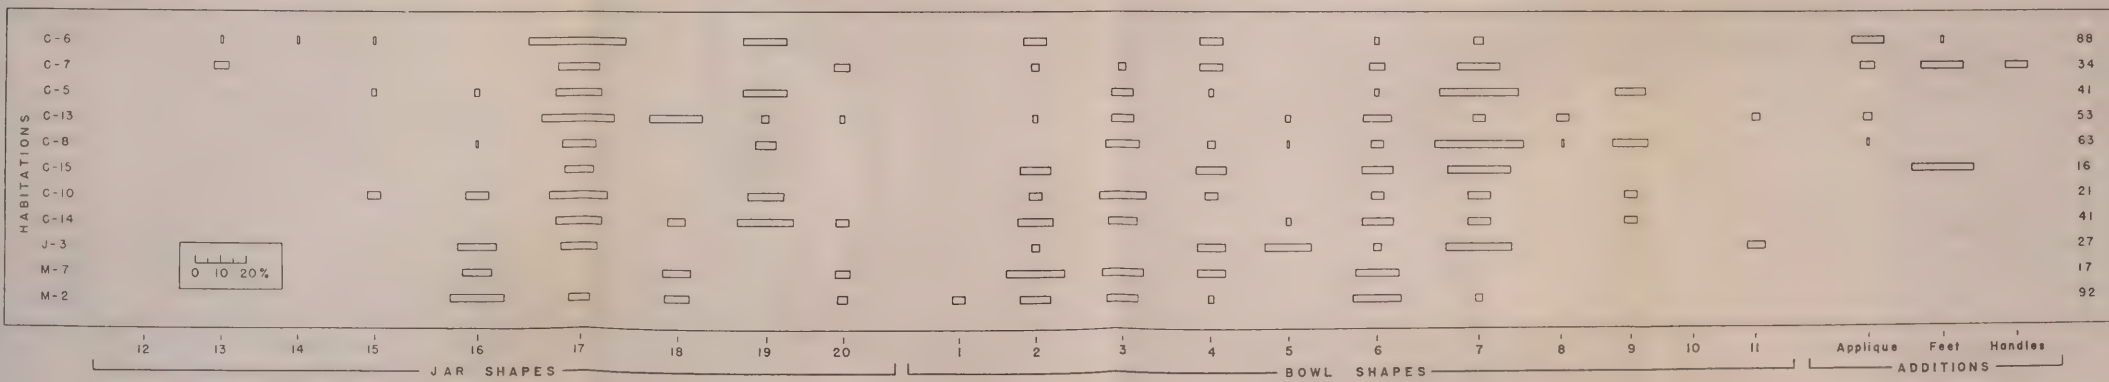 HABITATIONS
C-6 88
C-7 34
C-5 41
C-13 53
C-8 63
C-15 16
C-10 21
C-14 41
J-3 27
M-7 17
M-2 92
0 10 20%
12 13 14 15 16 17 18 19 20 1 2 3 4 5 6 7 8 9 10 11 Applique Feet Handles
JAR SHAPES BOWL SHAPES ADDITIONS